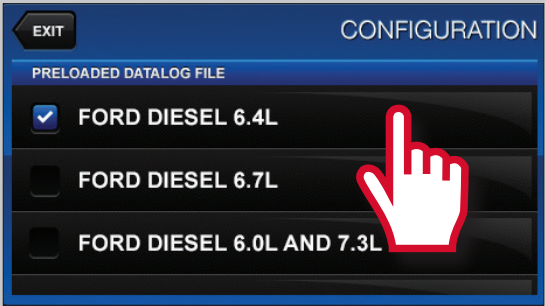 EXIT
CONFIGURATION
PRELOADED DATALOG FILE
FORD DIESEL 6.4L
FORD DIESEL 6.7L
FORD DIESEL 6.0L AND 7.3L